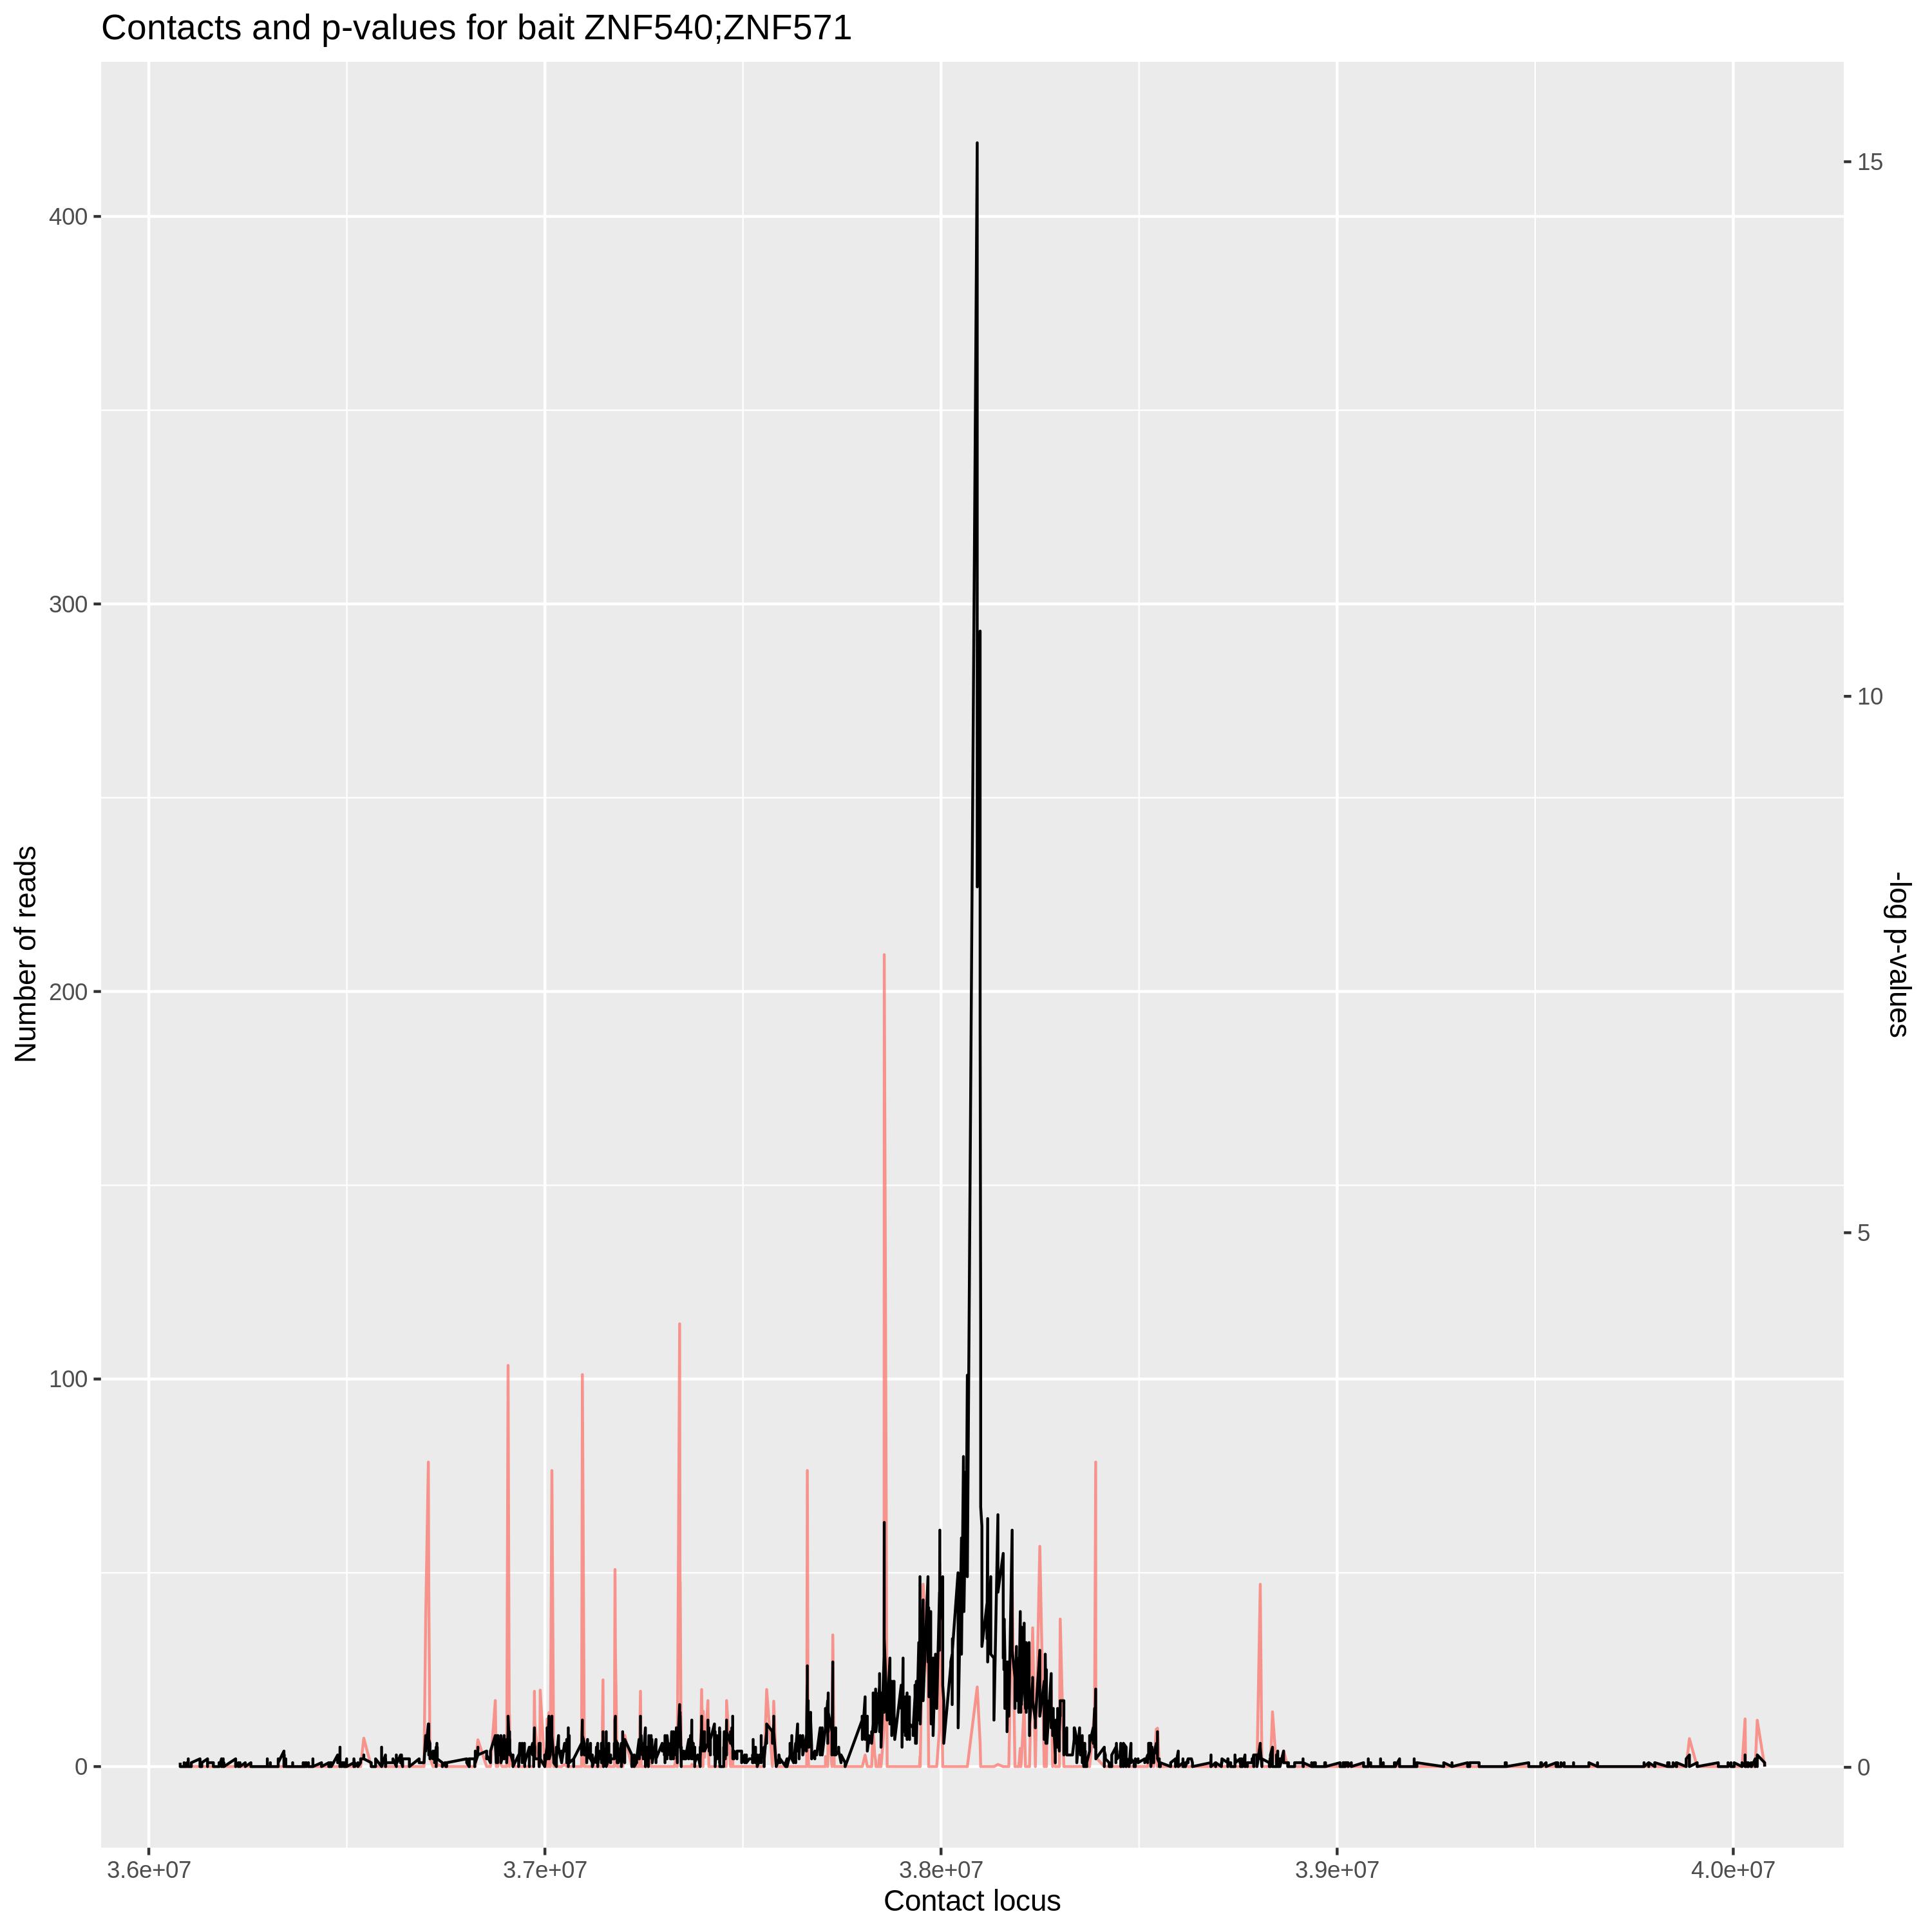 Contacts and p-values for bait ZNF540;ZNF571
15
400
10
300
Number of reads
-log p-values
200
5
100
0
0
3.6e+07 3.7e+07 3.8e+07 3.9e+07 4.0e+07
Contact locus